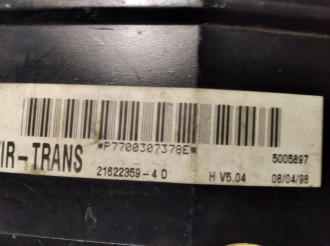 *P7700307378E*
IR-TRANS
21622359-4 D
H V5.04
5005897
08/04/98